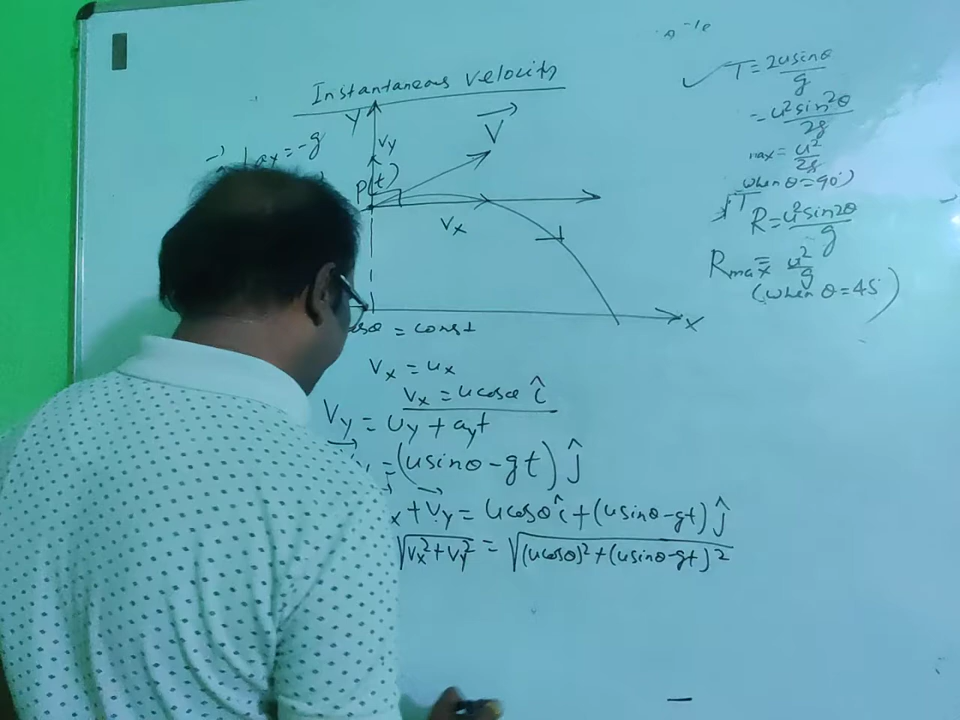 Instantaneous Velocity
Y
Vy
V
P(t)
ax = -g
Vx
X
= const
Vx = ux
Vx = ucosθ î
Vy = uy + ayt
= (usinθ - gt) ĵ
+ Vy = ucosθ î + (usinθ - gt) ĵ
√Vx² + Vy² = √(ucosθ)² + (usinθ - gt)²
T = 2usinθ/g
= u²sin²θ/2g
max = u²/2g
(when θ = 90°)
R = u²sin2θ/g
Rmax = u²/g
(when θ = 45°)